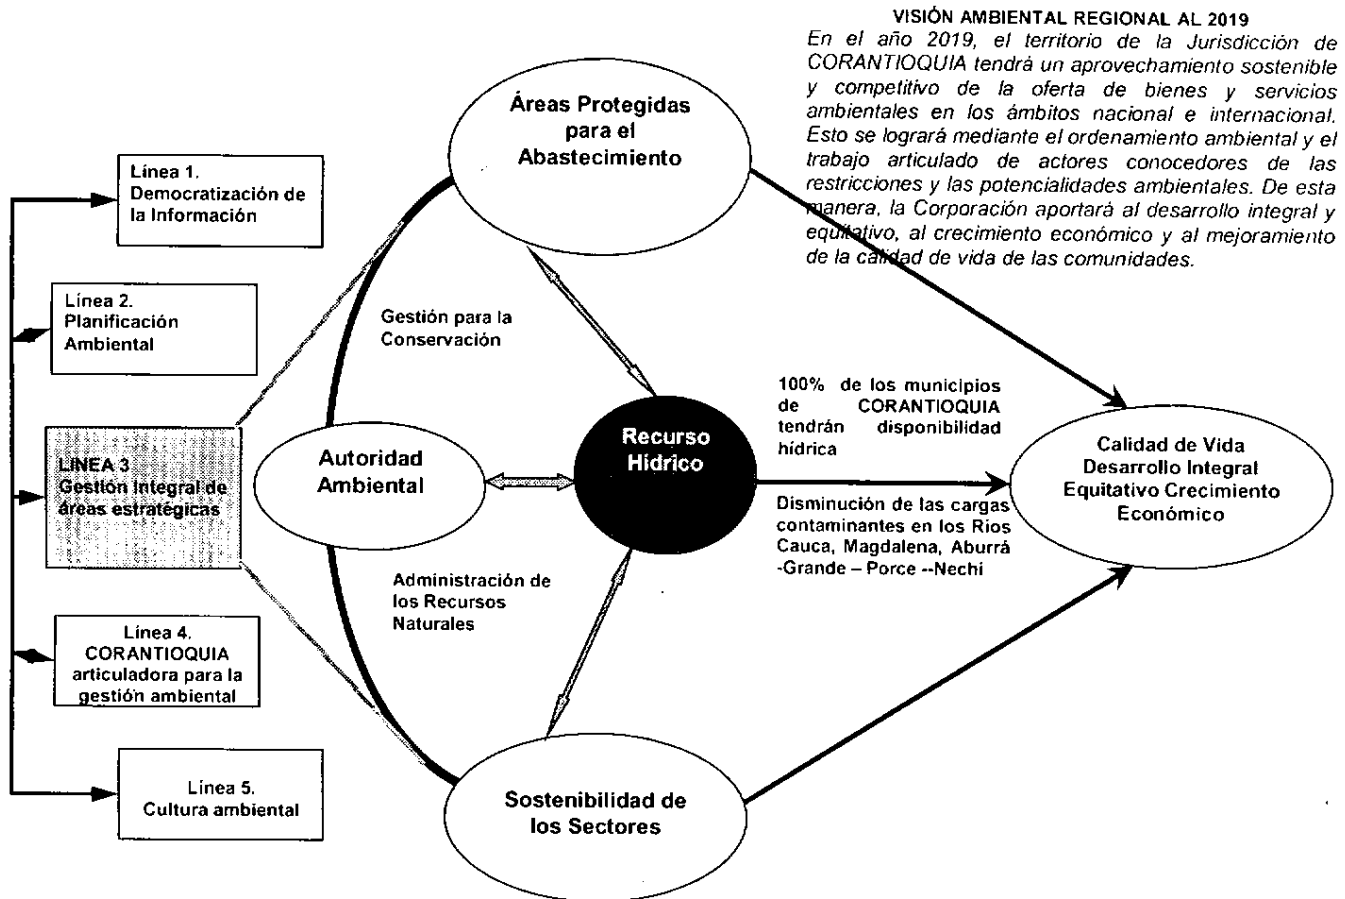 VISIÓN AMBIENTAL REGIONAL AL 2019
En el año 2019, el territorio de la Jurisdicción de
CORANTIOQUIA tendrá un aprovechamiento sostenible
y competitivo de la oferta de bienes y servicios
ambientales en los ámbitos nacional e internacional.
Esto se logrará mediante el ordenamiento ambiental y el
trabajo articulado de actores conocedores de las
restricciones y las potencialidades ambientales. De esta
manera, la Corporación aportará al desarrollo integral y
equitativo, al crecimiento económico y al mejoramiento
de la calidad de vida de las comunidades.
Áreas Protegidas
para el
Abastecimiento
Línea 1.
Democratización de
la Información
Línea 2.
Planificación
Ambiental
LINEA 3
Gestión Integral de
áreas estratégicas
Línea 4.
CORANTIOQUIA
articuladora para la
gestión ambiental
Línea 5.
Cultura ambiental
Gestión para la
Conservación
Autoridad
Ambiental
Administración de
los Recursos
Naturales
Recurso
Hídrico
Sostenibilidad de
los Sectores
100% de los municipios
de CORANTIOQUIA
tendrán disponibilidad
hídrica
Disminución de las cargas
contaminantes en los Rios
Cauca, Magdalena, Aburrá
-Grande – Porce --Nechi
Calidad de Vida
Desarrollo Integral
Equitativo Crecimiento
Económico